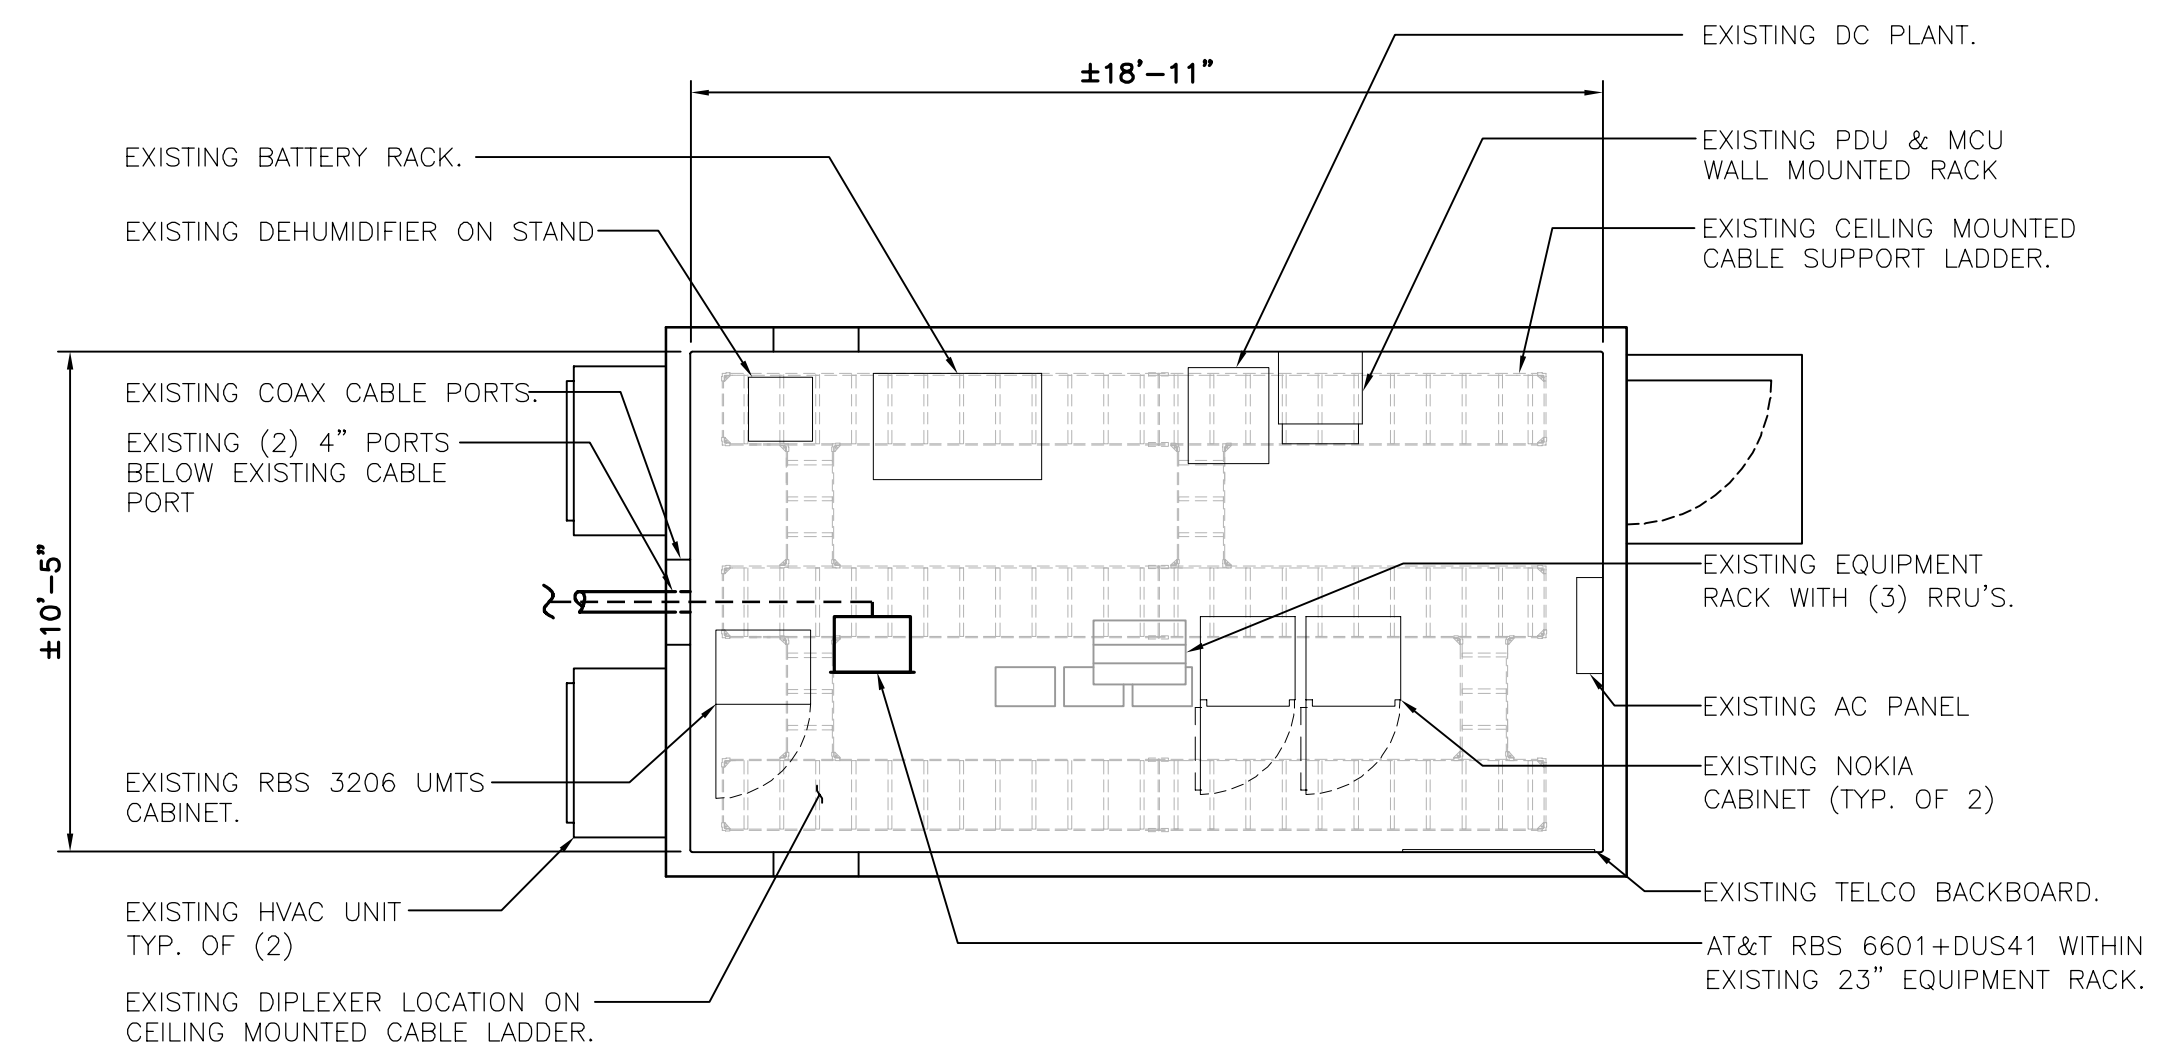 EXISTING DC PLANT.
±18'-11"
EXISTING PDU & MCU
WALL MOUNTED RACK
EXISTING BATTERY RACK.
EXISTING DEHUMIDIFIER ON STAND
EXISTING CEILING MOUNTED
CABLE SUPPORT LADDER.
EXISTING COAX CABLE PORTS.
EXISTING (2) 4" PORTS
BELOW EXISTING CABLE
PORT
±10'-5"
EXISTING EQUIPMENT
RACK WITH (3) RRU'S.
EXISTING AC PANEL
EXISTING NOKIA
CABINET (TYP. OF 2)
EXISTING RBS 3206 UMTS
CABINET.
EXISTING TELCO BACKBOARD.
EXISTING HVAC UNIT
TYP. OF (2)
AT&T RBS 6601+DUS41 WITHIN
EXISTING 23" EQUIPMENT RACK.
EXISTING DIPLEXER LOCATION ON
CEILING MOUNTED CABLE LADDER.